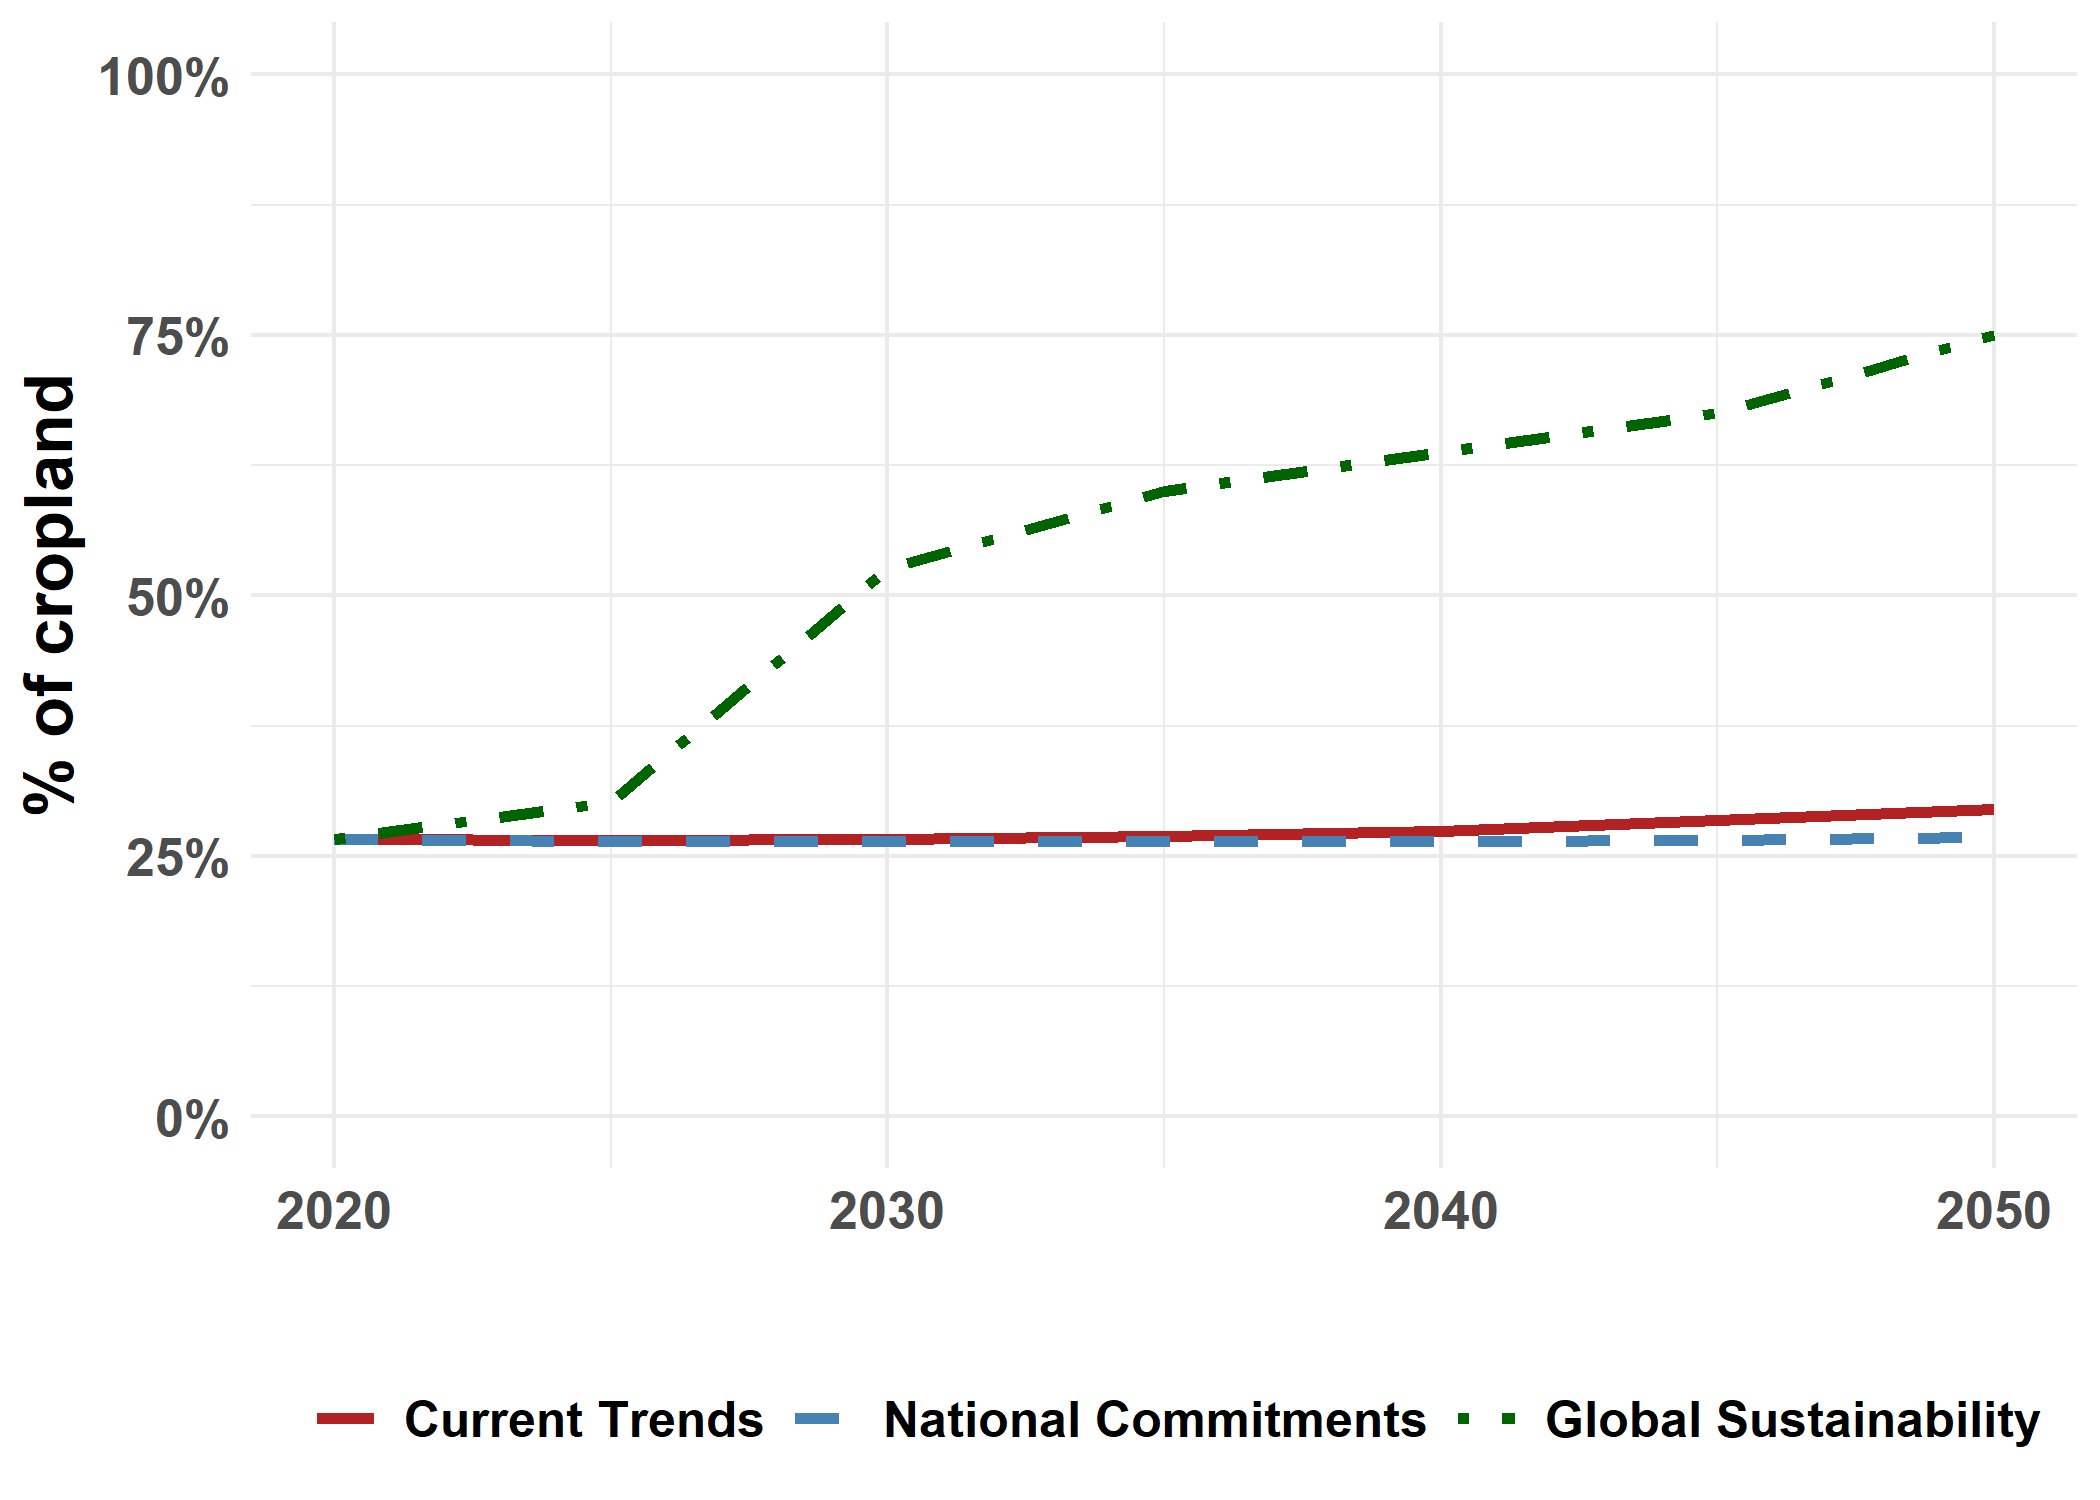 100%
75%
50%
25%
0%
% of cropland
2020 2030 2040 2050
Current Trends National Commitments Global Sustainability